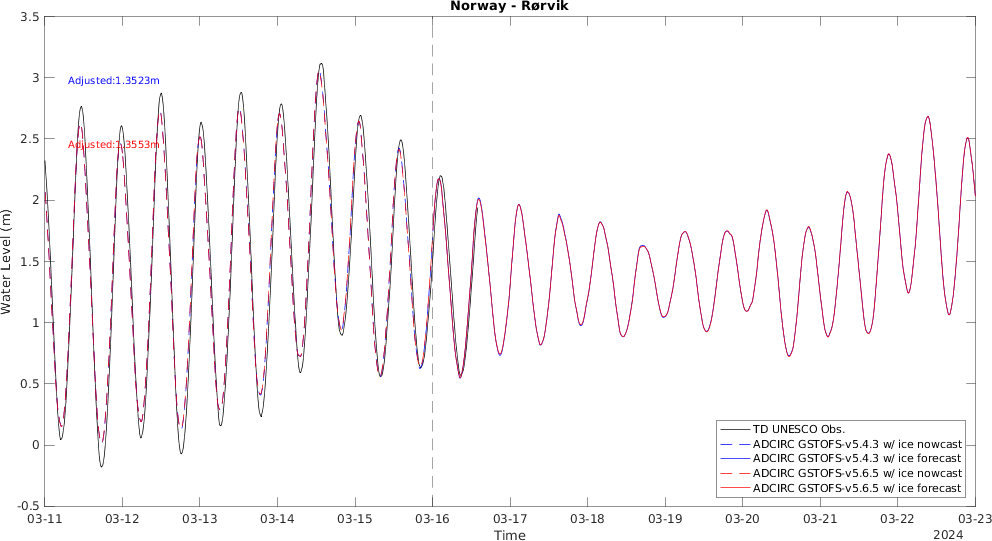 Norway - Rørvik
3.5
3
2.5
2
1.5
1
0.5
0
-0.5
Water Level (m)
Adjusted:1.3523m
Adjusted:1.3553m
TD UNESCO Obs.
ADCIRC GSTOFS-v5.4.3 w/ ice nowcast
ADCIRC GSTOFS-v5.4.3 w/ ice forecast
ADCIRC GSTOFS-v5.6.5 w/ ice nowcast
ADCIRC GSTOFS-v5.6.5 w/ ice forecast
03-11 03-12 03-13 03-14 03-15 03-16 03-17 03-18 03-19 03-20 03-21 03-22 03-23
Time
2024